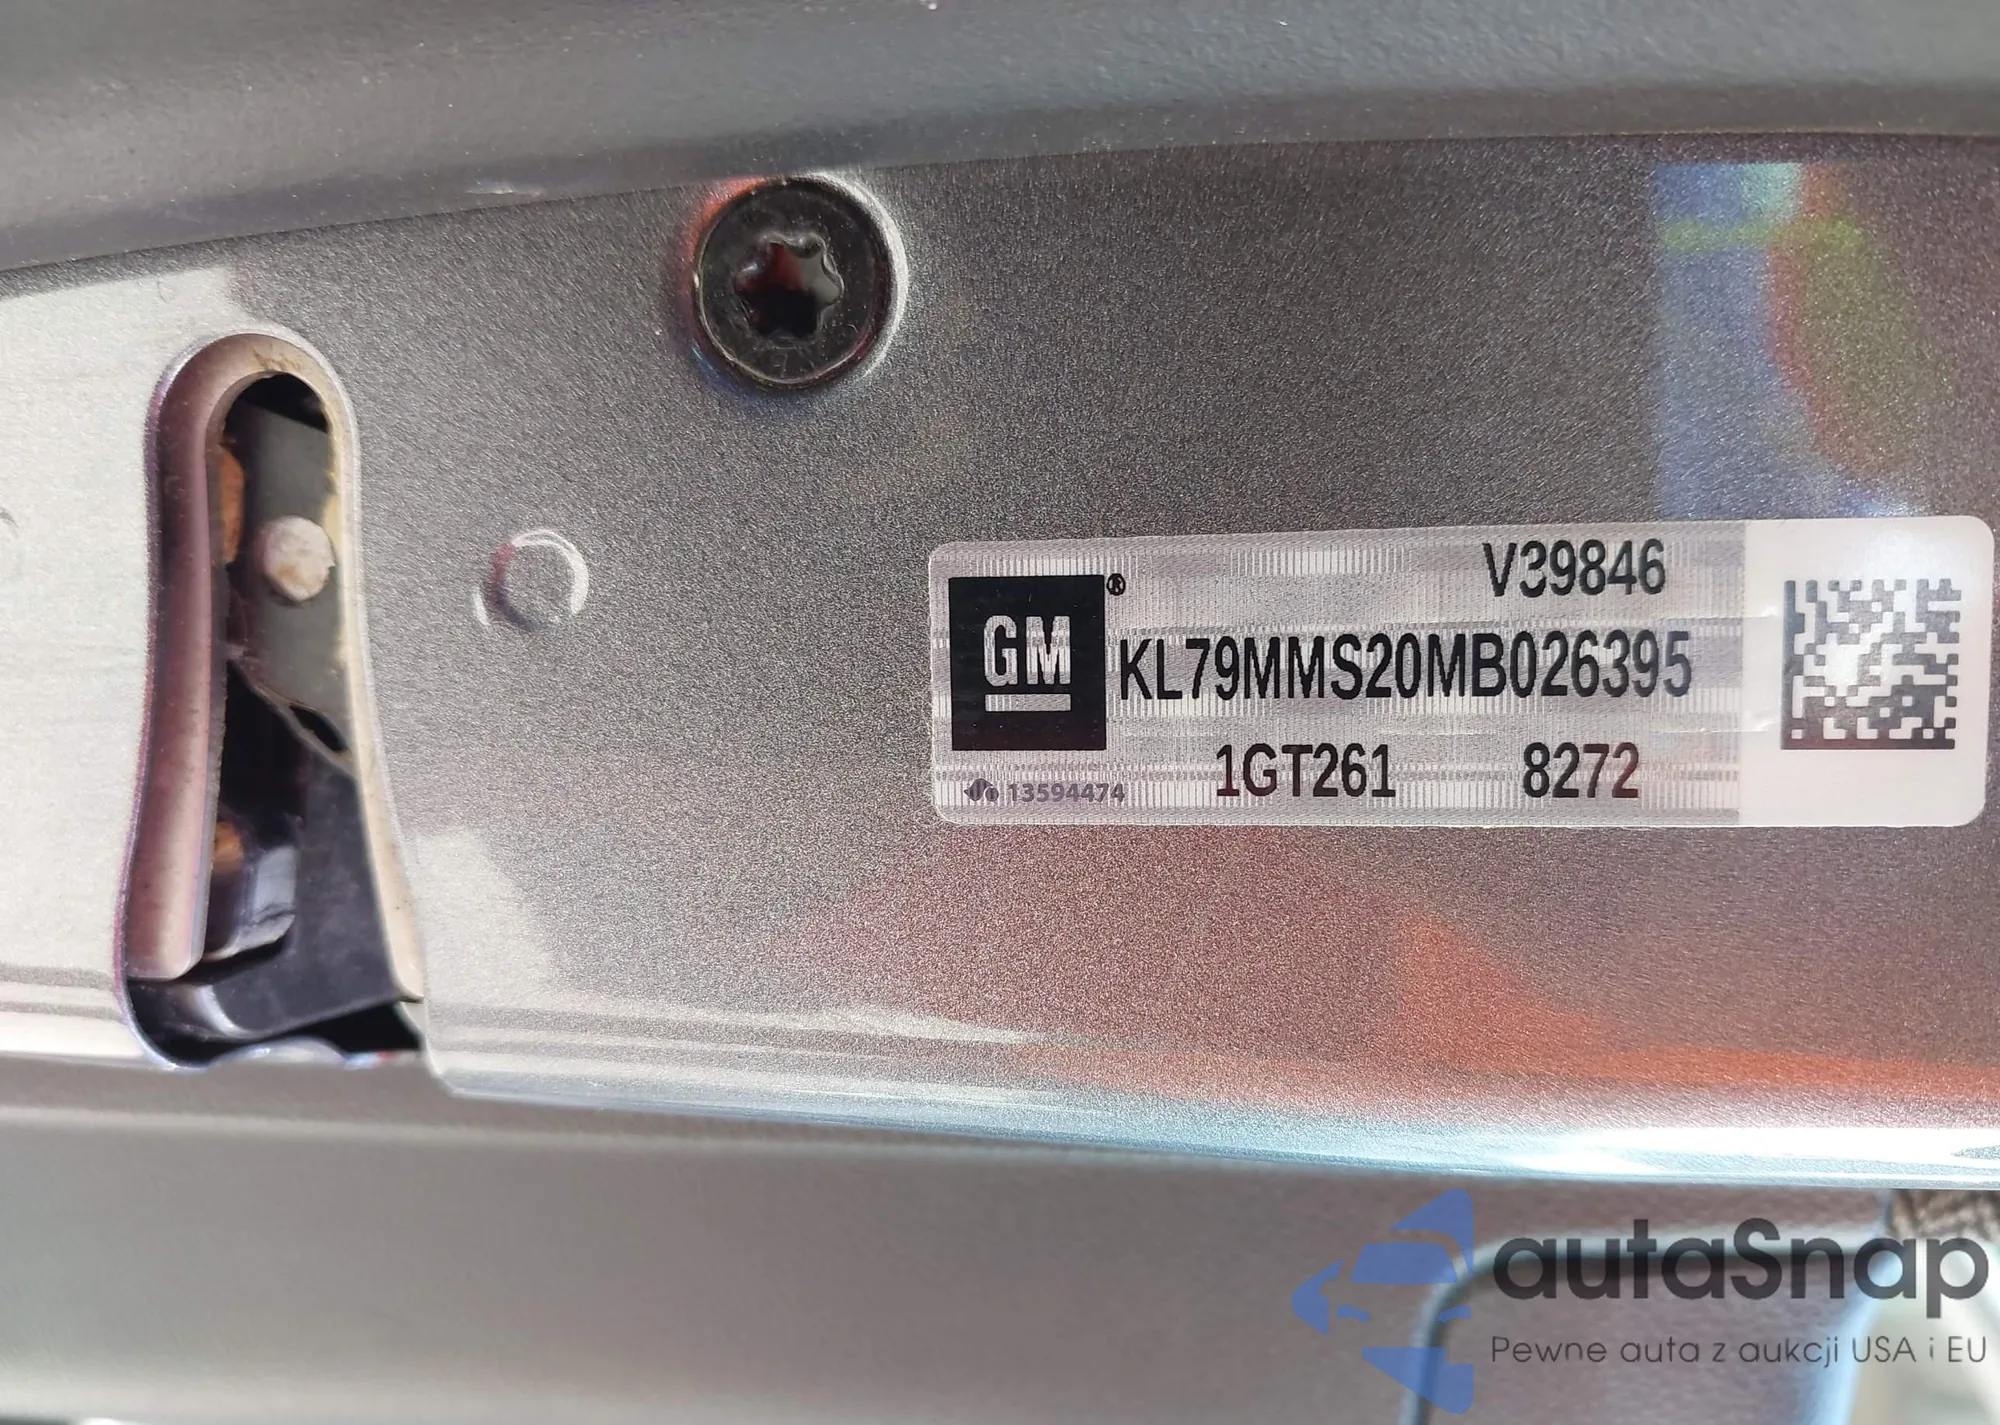 V39846
GM®
KL79MMS20MB026395
1GT261 8272
13594474
autaSnap
Pewne auta z aukcji USA i EU